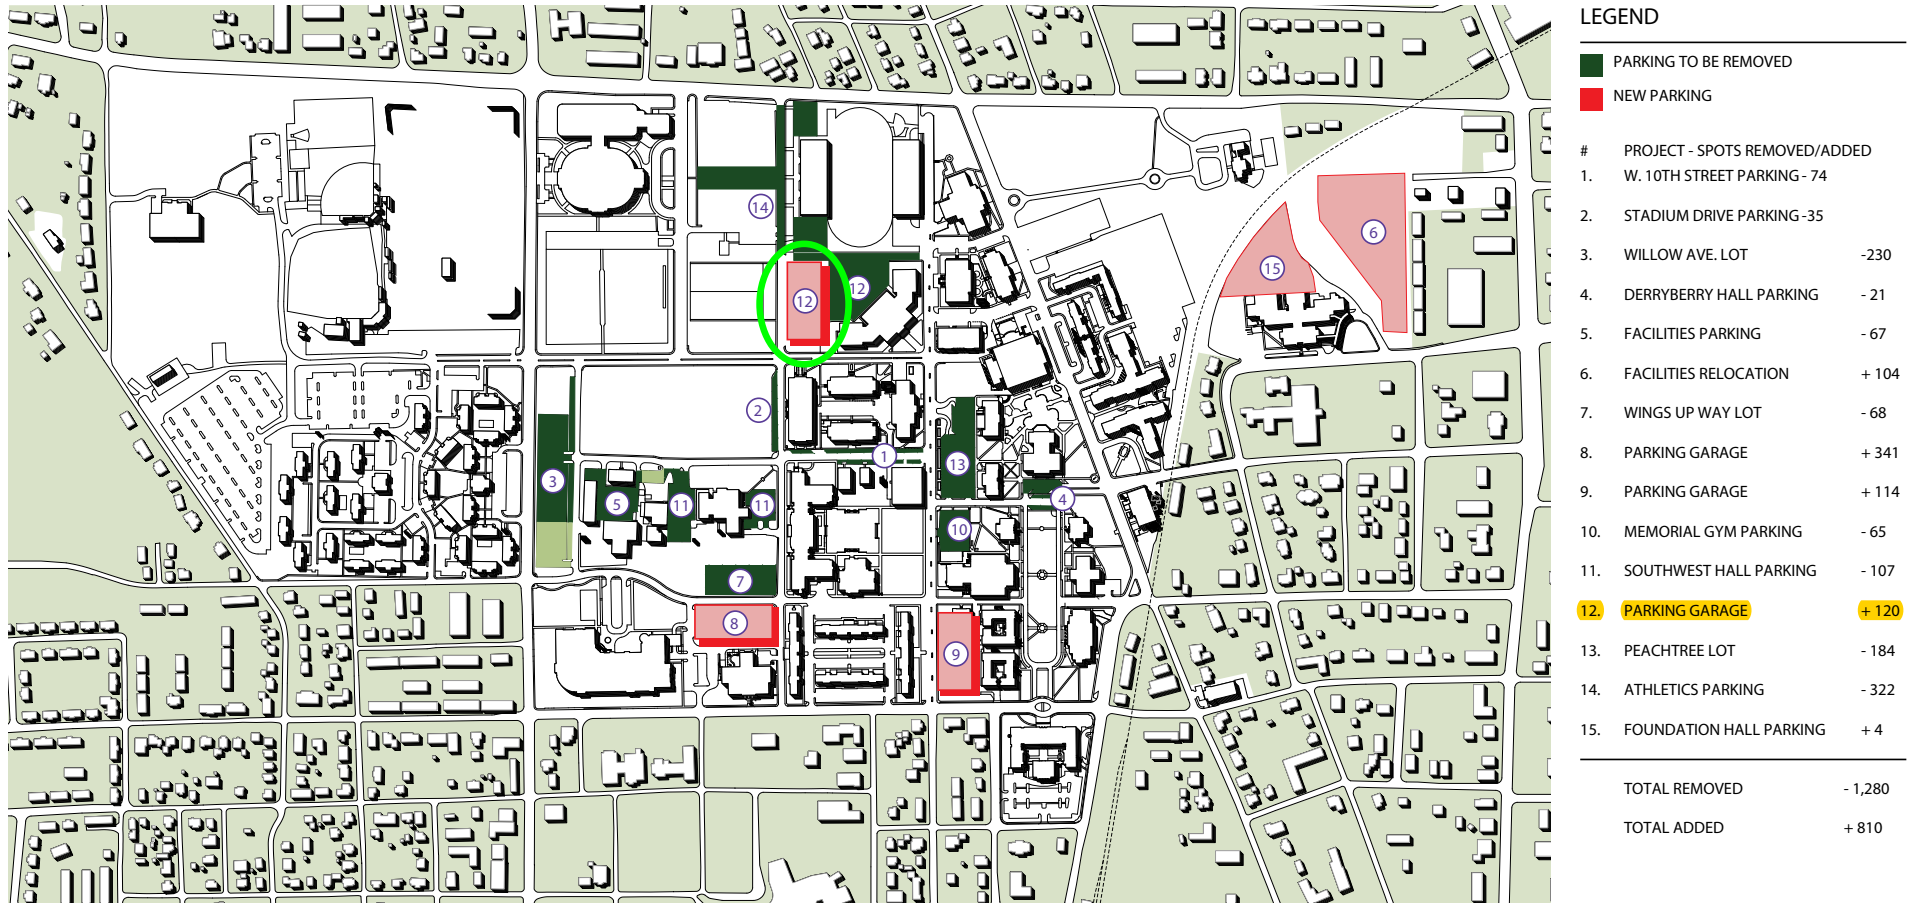 LEGEND
PARKING TO BE REMOVED
NEW PARKING
# PROJECT - SPOTS REMOVED/ADDED
1. W. 10TH STREET PARKING - 74
2. STADIUM DRIVE PARKING -35
3. WILLOW AVE. LOT -230
4. DERRYBERRY HALL PARKING - 21
5. FACILITIES PARKING - 67
6. FACILITIES RELOCATION + 104
7. WINGS UP WAY LOT - 68
8. PARKING GARAGE + 341
9. PARKING GARAGE + 114
10. MEMORIAL GYM PARKING - 65
11. SOUTHWEST HALL PARKING - 107
12. PARKING GARAGE + 120
13. PEACHTREE LOT - 184
14. ATHLETICS PARKING - 322
15. FOUNDATION HALL PARKING + 4
TOTAL REMOVED - 1,280
TOTAL ADDED + 810
14
6
15
12
12
2
1
13
3
5
11
11
4
10
7
8
9